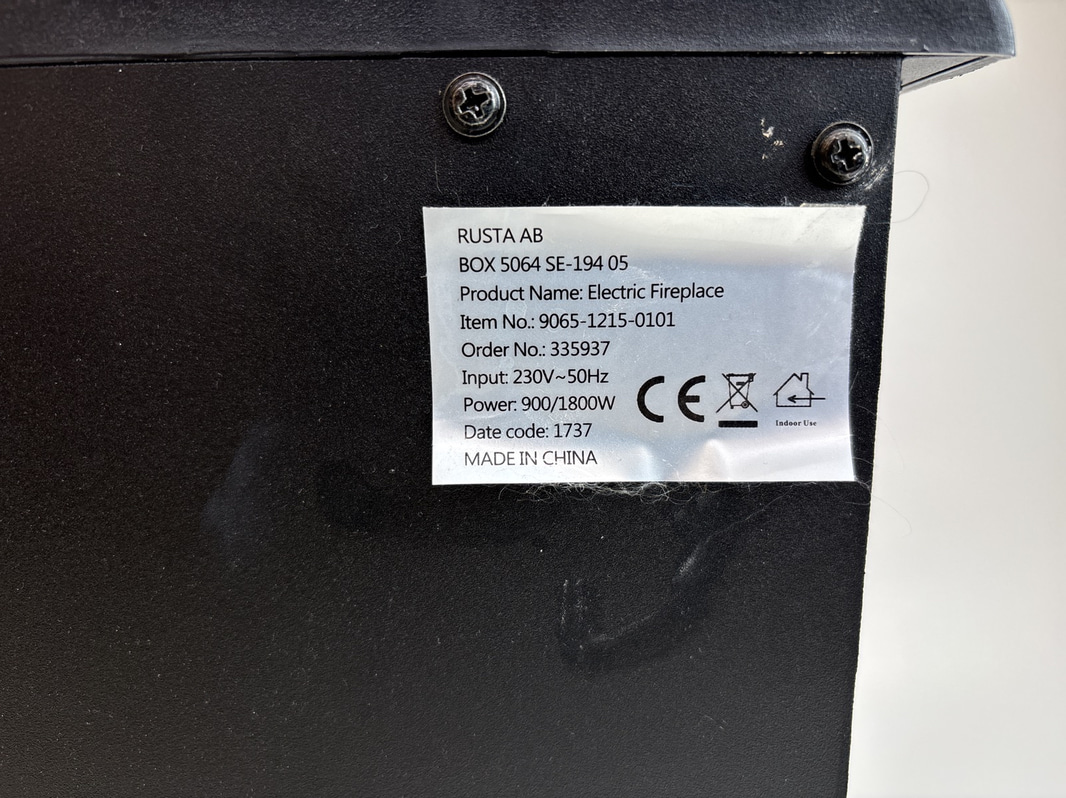 RUSTA AB
BOX 5064 SE-194 05
Product Name: Electric Fireplace
Item No.: 9065-1215-0101
Order No.: 335937
Input: 230V~50Hz
Power: 900/1800W
Date code: 1737
MADE IN CHINA
CE
Indoor Use